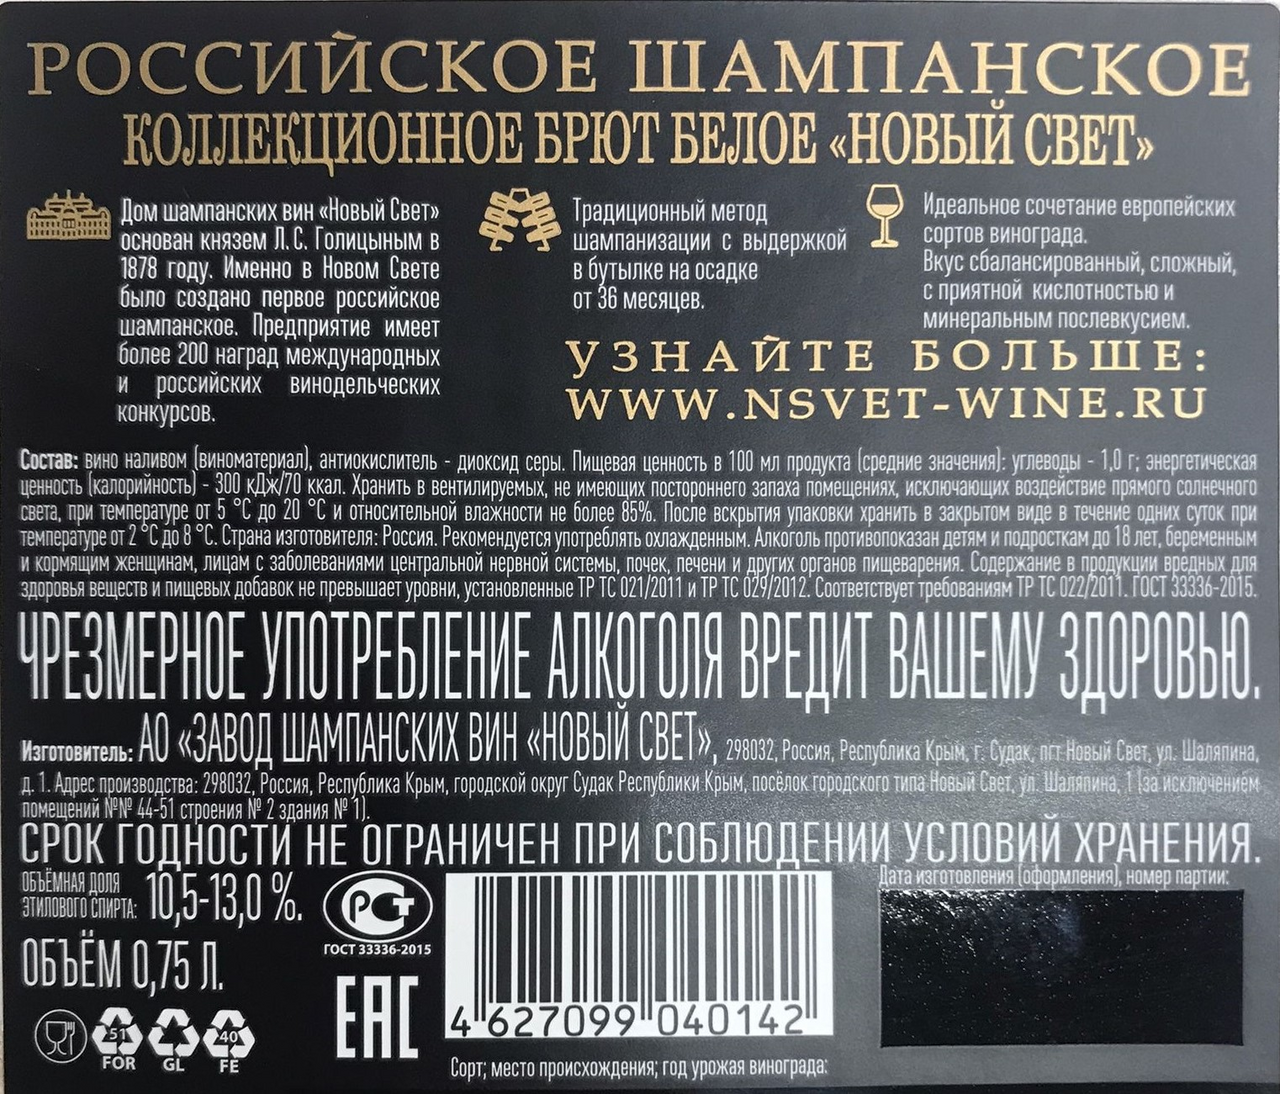 РОССИЙСКОЕ ШАМПАНСКОЕ
КОЛЛЕКЦИОННОЕ БРЮТ БЕЛОЕ «НОВЫЙ СВЕТ»
Дом шампанских вин «Новый Свет»
основан князем Л.С. Голицыным в
1878 году. Именно в Новом Свете
было создано первое российское
шампанское. Предприятие имеет
более 200 наград международных
и российских винодельческих
конкурсов.
Традиционный метод
шампанизации с выдержкой
в бутылке на осадке
от 36 месяцев.
Идеальное сочетание европейских
сортов винограда.
Вкус сбалансированный, сложный,
с приятной кислотностью и
минеральным послевкусием.
УЗНАЙТЕ БОЛЬШЕ:
WWW.NSVET-WINE.RU
Состав: вино наливом (виноматериал), антиокислитель - диоксид серы. Пищевая ценность в 100 мл продукта (средние значения): углеводы - 1,0 г; энергетическая
ценность (калорийность) - 300 кДж/70 ккал. Хранить в вентилируемых, не имеющих постороннего запаха помещениях, исключающих воздействие прямого солнечного
света, при температуре от 5 °С до 20 °С и относительной влажности не более 85%. После вскрытия упаковки хранить в закрытом виде в течение одних суток при
температуре от 2 °С до 8 °С. Страна изготовителя: Россия. Рекомендуется употреблять охлажденным. Алкоголь противопоказан детям и подросткам до 18 лет, беременным
и кормящим женщинам, лицам с заболеваниями центральной нервной системы, почек, печени и других органов пищеварения. Содержание в продукции вредных для
здоровья веществ и пищевых добавок не превышает уровни, установленные ТР ТС 021/2011 и ТР ТС 029/2012. Соответствует требованиям ТР ТС 022/2011. ГОСТ 33336-2015.
ЧРЕЗМЕРНОЕ УПОТРЕБЛЕНИЕ АЛКОГОЛЯ ВРЕДИТ ВАШЕМУ ЗДОРОВЬЮ.
Изготовитель: АО «ЗАВОД ШАМПАНСКИХ ВИН «НОВЫЙ СВЕТ», 298032, Россия, Республика Крым, г. Судак, пгт Новый Свет, ул. Шаляпина,
д. 1. Адрес производства: 298032, Россия, Республика Крым, городской округ Судак Республики Крым, посёлок городского типа Новый Свет, ул. Шаляпина, 1 (за исключением
помещений №№ 44-51 строения № 2 здания № 1).
СРОК ГОДНОСТИ НЕ ОГРАНИЧЕН ПРИ СОБЛЮДЕНИИ УСЛОВИЙ ХРАНЕНИЯ.
ОБЪЁМНАЯ ДОЛЯ
ЭТИЛОВОГО СПИРТА: 10,5-13,0 %.
ОБЪЁМ 0,75 Л.
51
FOR
GL
40
FE
РСТ
ГОСТ 33336-2015
EAC
4 627099 040142
Сорт; место происхождения; год урожая винограда:
Дата изготовления (оформления), номер партии: